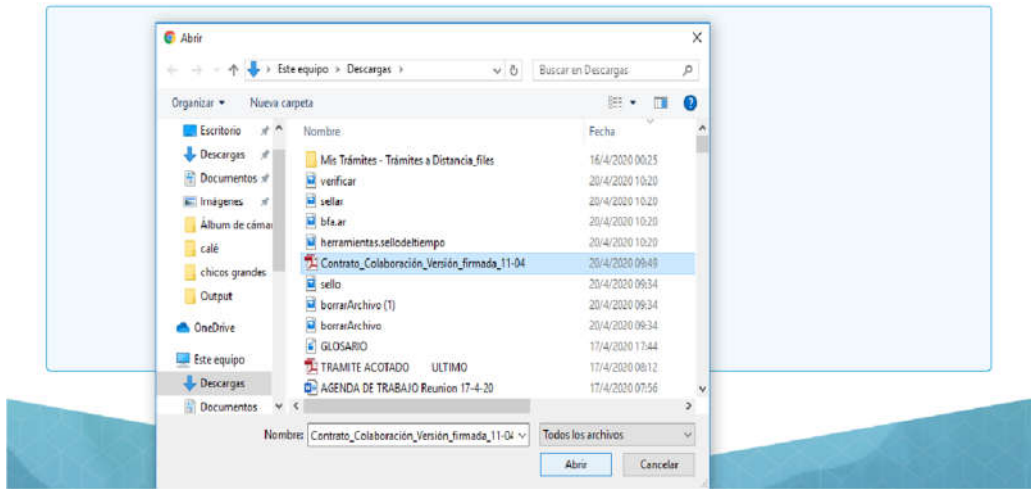 Abrir
Este equipo > Descargas >
Buscar en Descargas
Organizar
Nueva carpeta
Escritorio
Descargas
Documentos
Imágenes
Álbum de cáma
calé
chicos grandes
Output
OneDrive
Este equipo
Descargas
Documentos
Nombre Fecha
Mis Trámites - Trámites a Distancia_files 16/4/2020 00:25
verificar 20/4/2020 10:20
sellar 20/4/2020 10:20
bfa.ar 20/4/2020 10:20
herramientas.sellodeltiempo 20/4/2020 10:20
Contrato_Colaboración_Versión_firmada_11-04 20/4/2020 09:49
sello 20/4/2020 09:34
borrarArchivo (1) 20/4/2020 09:34
borrarArchivo 20/4/2020 09:34
GLOSARIO 17/4/2020 17:44
TRAMITE ACOTADO ULTIMO 17/4/2020 08:12
AGENDA DE TRABAJO Reunion 17-4-20 17/4/2020 07:56
Nombre: Contrato_Colaboración_Versión_firmada_11-04
Todos los archivos
Abrir
Cancelar